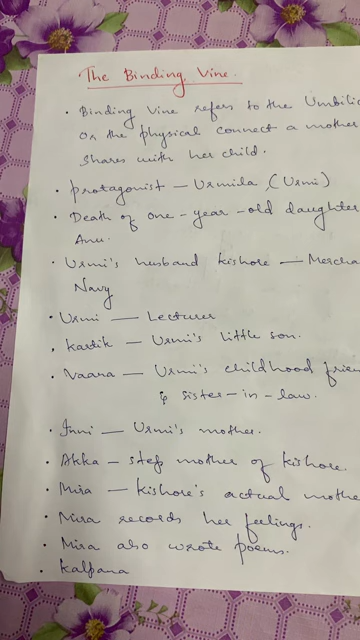 The Binding Vine.
• Binding Vine refers to the Umbilic
Or the physical connect a mother
Shares with her child.
• protagonist — Urmila (Urmi)
• Death of one-year-old daughter
Anu.
• Urmi's husband kishore — Mercha
Navy
• Urmi — Lecturer
• Kartik — Urmi's little son.
• Vaana — Urmi's childhood frien
& sister-in-law.
• Inni — Urmi's mother.
• Akka — step mother of kishore.
• Mira — kishore's actual mothe
• Mira records her feelings.
• Mira also wrote poems.
• Kalpana